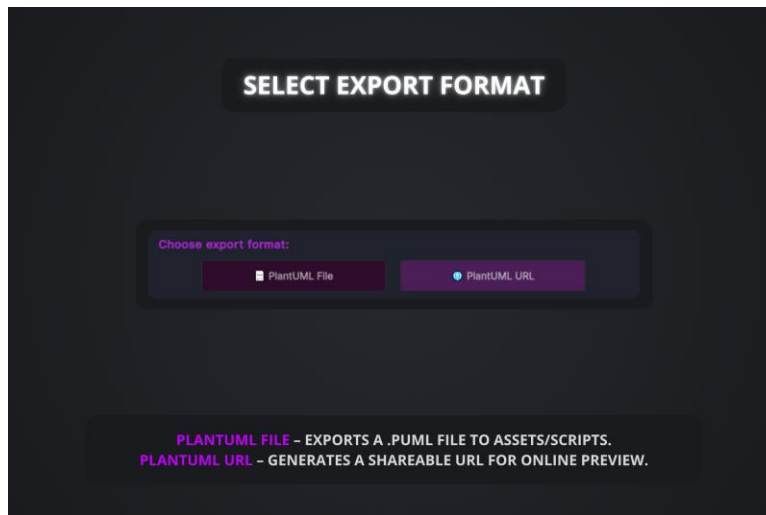 SELECT EXPORT FORMAT
Choose export format:
PlantUML File
PlantUML URL
PLANTUML FILE – EXPORTS A .PUML FILE TO ASSETS/SCRIPTS.
PLANTUML URL – GENERATES A SHAREABLE URL FOR ONLINE PREVIEW.